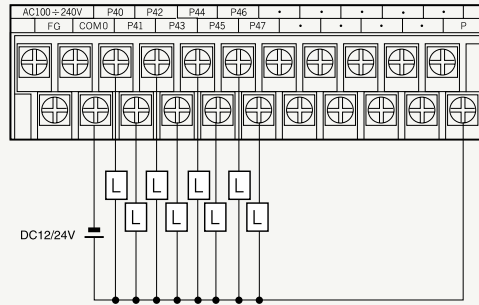 AC100÷240V P40 P42 P44 P46 • • • • •
FG COM0 P41 P43 P45 P47 • • • • P
L L L L
L L L L
DC12/24V